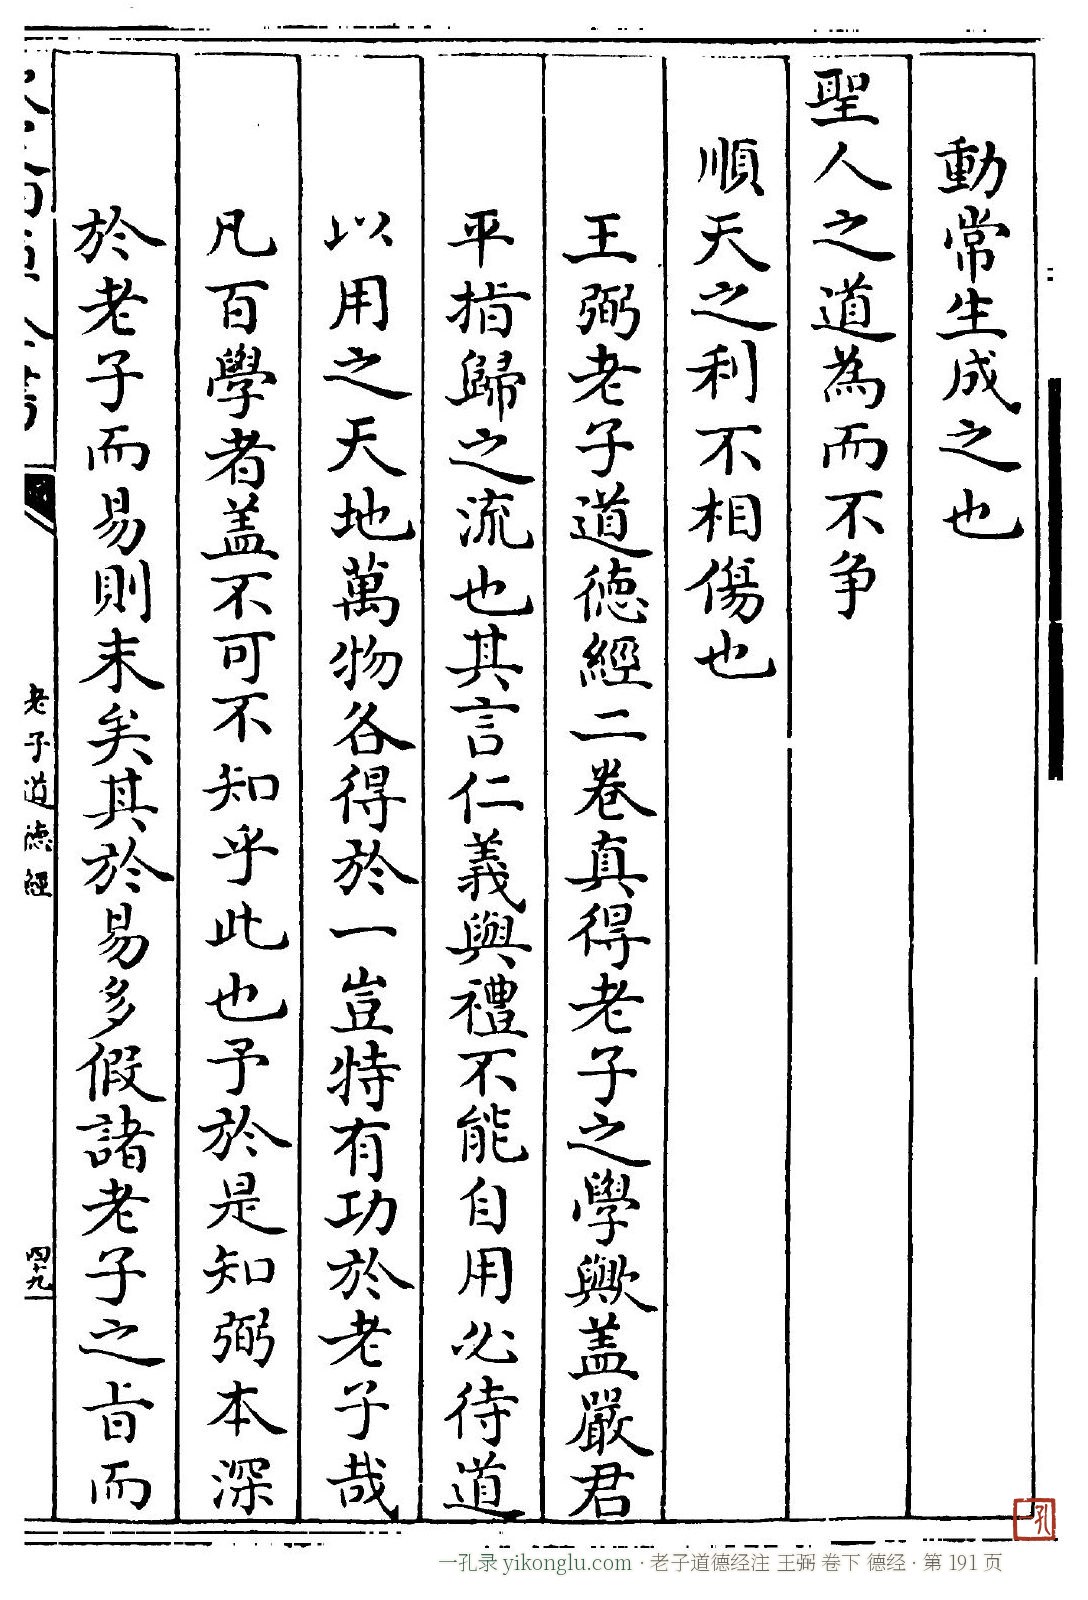 動常生成之也
聖人之道為而不争
順天之利不相傷也
王弼老子道德經二卷真得老子之學歟盖嚴君
平指歸之流也其言仁義與禮不能自用必待道
以用之天地萬物各得於一豈特有功於老子哉
凡百學者盖不可不知乎此也予於是知弼本深
於老子而易則末矣其於易多假諸老子之旨而
老子道德經
四十九
一孔录 yikonglu.com · 老子道德经注 王弼 卷下 德经 · 第 191 页